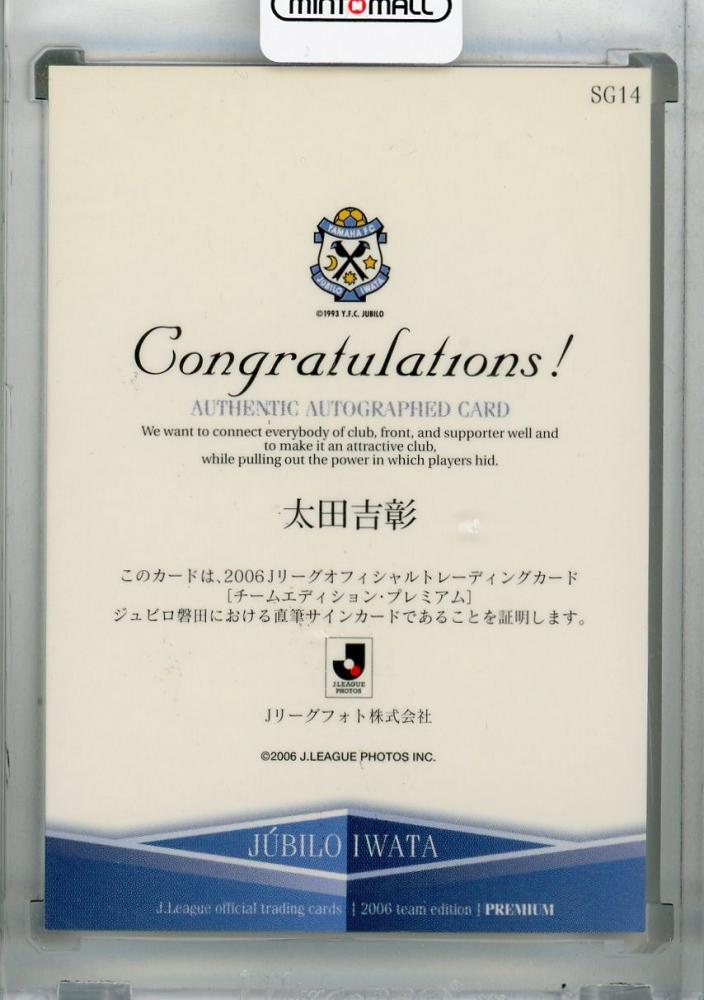 MINT MALL
SG14
YAMAHA FC
JUBILO IWATA
©1993 Y.F.C. JUBILO
Congratulations!
AUTHENTIC AUTOGRAPHED CARD
We want to connect everybody of club, front, and supporter well and
to make it an attractive club,
while pulling out the power in which players hid.
太田吉彰
このカードは、2006Jリーグオフィシャルトレーディングカード
[チームエディション・プレミアム]
ジュビロ磐田における直筆サインカードであることを証明します。
J.LEAGUE
PHOTOS
Jリーグフォト株式会社
©2006 J.LEAGUE PHOTOS INC.
JÚBILO IWATA
J.League official trading cards | 2006 team edition | PREMIUM